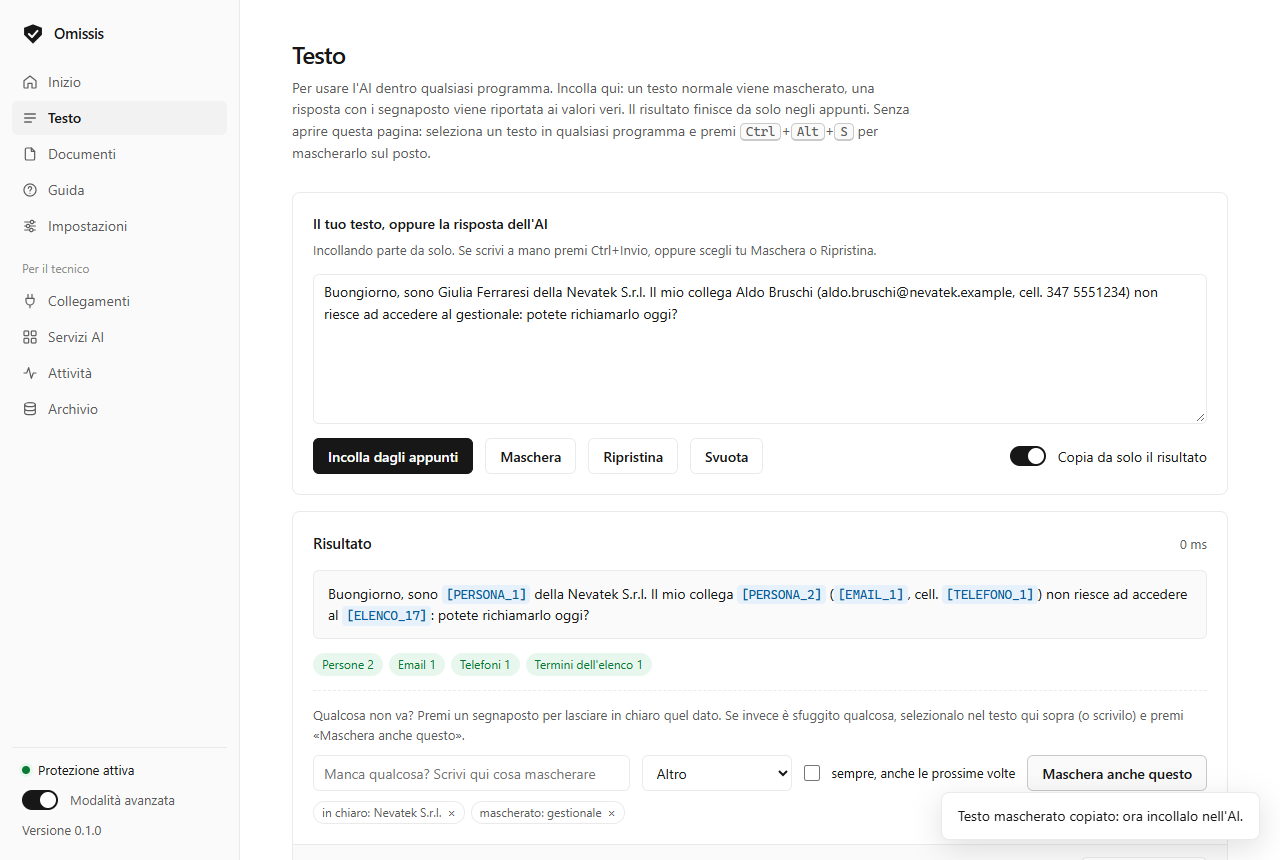 Omissis
Inizio
Testo
Documenti
Guida
Impostazioni
Per il tecnico
Collegamenti
Servizi AI
Attività
Archivio
Protezione attiva
Modalità avanzata
Versione 0.1.0
Testo
Per usare l'AI dentro qualsiasi programma. Incolla qui: un testo normale viene mascherato, una
risposta con i segnaposto viene riportata ai valori veri. Il risultato finisce da solo negli appunti. Senza
aprire questa pagina: seleziona un testo in qualsiasi programma e premi Ctrl+Alt+S per
mascherarlo sul posto.
Il tuo testo, oppure la risposta dell'AI
Incollando parte da solo. Se scrivi a mano premi Ctrl+Invio, oppure scegli tu Maschera o Ripristina.
Buongiorno, sono Giulia Ferraresi della Nevatek S.r.l. Il mio collega Aldo Bruschi (aldo.bruschi@nevatek.example, cell. 347 5551234) non
riesce ad accedere al gestionale: potete richiamarlo oggi?
Incolla dagli appunti
Maschera
Ripristina
Svuota
Copia da solo il risultato
Risultato
0 ms
Buongiorno, sono [PERSONA_1] della Nevatek S.r.l. Il mio collega [PERSONA_2] ([EMAIL_1], cell. [TELEFONO_1]) non riesce ad accedere
al [ELENCO_17]: potete richiamarlo oggi?
Persone 2
Email 1
Telefoni 1
Termini dell'elenco 1
Qualcosa non va? Premi un segnaposto per lasciare in chiaro quel dato. Se invece è sfuggito qualcosa, selezionalo nel testo qui sopra (o scrivilo) e premi
«Maschera anche questo».
Manca qualcosa? Scrivi qui cosa mascherare
Altro
sempre, anche le prossime volte
Maschera anche questo
in chiaro: Nevatek S.r.l. ×
mascherato: gestionale ×
Testo mascherato copiato: ora incollalo nell'AI.